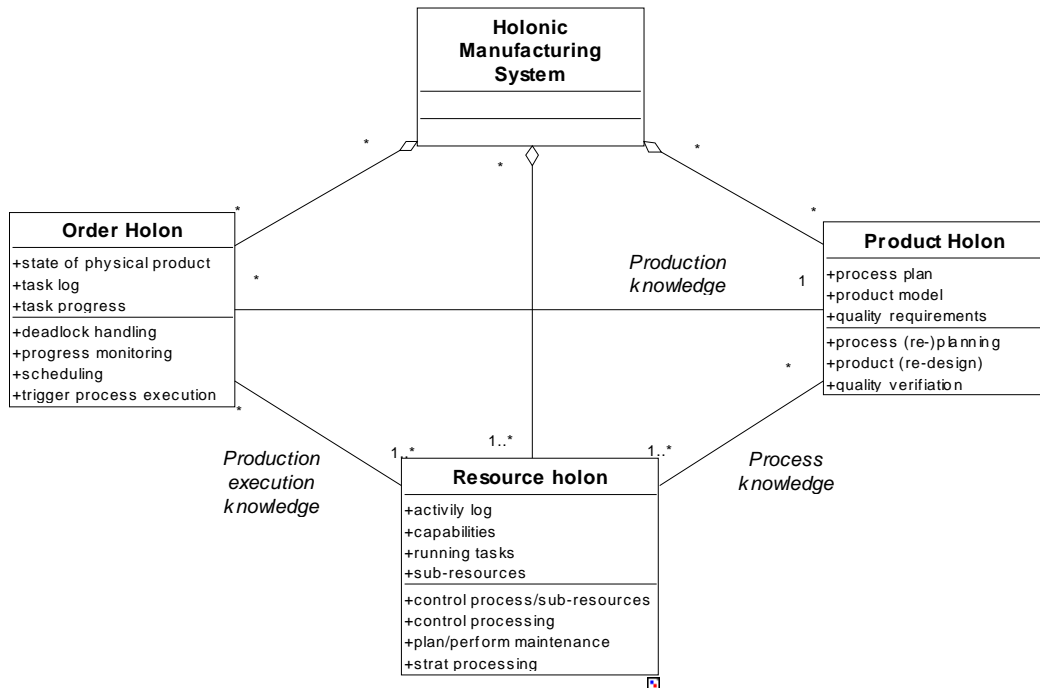 Holonic
Manufacturing
System
*
*
*
*
*
Order Holon
+state of physical product
+task log
+task progress
+deadlock handling
+progress monitoring
+scheduling
+trigger process execution
*
Production
knowledge
1
Product Holon
+process plan
+product model
+quality requirements
+process (re-)planning
+product (re-design)
+quality verifiation
*
*
Production
execution
knowledge
1..*
1..*
1..*
Process
knowledge
Resource holon
+activily log
+capabilities
+running tasks
+sub-resources
+control process/sub-resources
+control processing
+plan/perform maintenance
+strat processing